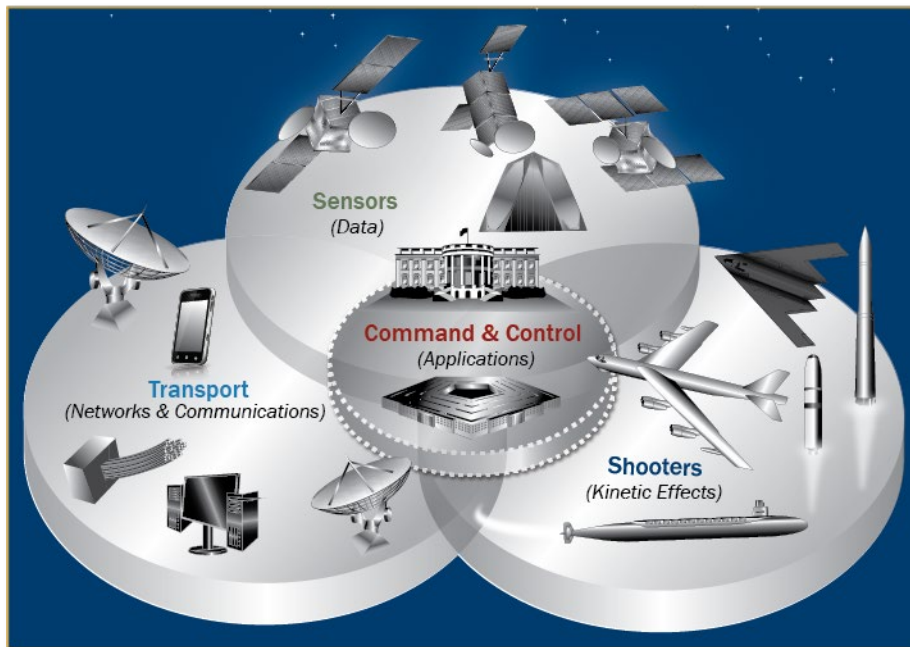 Sensors
(Data)
Command & Control
(Applications)
Transport
(Networks & Communications)
Shooters
(Kinetic Effects)